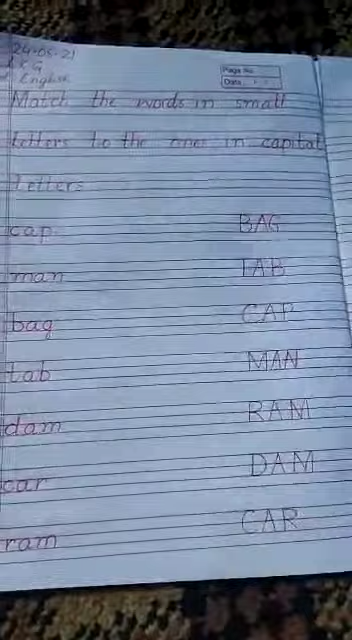 24-05-21
English
Page No.
Date
Match the words in small
letters to the ones in capital
letters
cap BAG
man TAB
bag CAP
tab MAN
dam RAM
car DAM
ram CAR